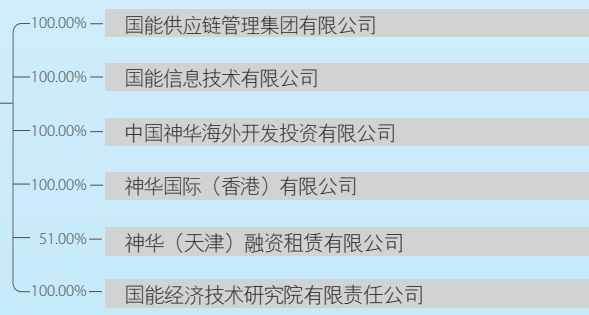 100.00% 国能供应链管理集团有限公司
100.00% 国能信息技术有限公司
100.00% 中国神华海外开发投资有限公司
100.00% 神华国际（香港）有限公司
51.00% 神华（天津）融资租赁有限公司
100.00% 国能经济技术研究院有限责任公司